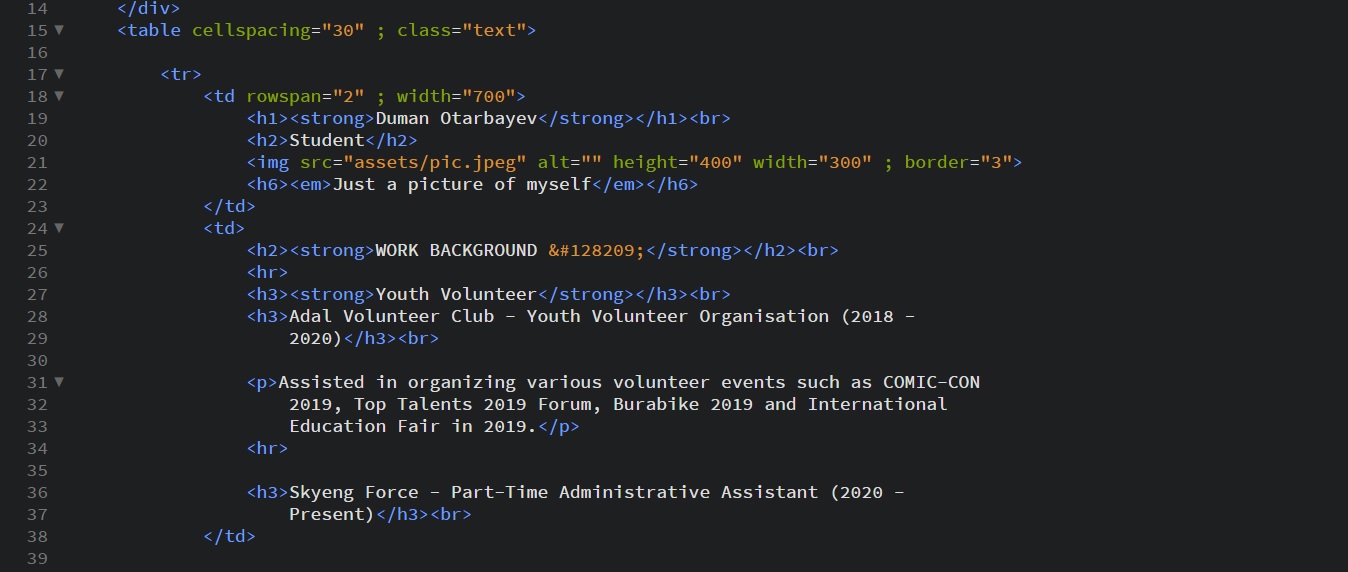 14 </div>
15 <table cellspacing="30" ; class="text">
16
17 <tr>
18 <td rowspan="2" ; width="700">
19 <h1><strong>Duman Otarbayev</strong></h1><br>
20 <h2>Student</h2>
21 <img src="assets/pic.jpeg" alt="" height="400" width="300" ; border="3">
22 <h6><em>Just a picture of myself</em></h6>
23 </td>
24 <td>
25 <h2><strong>WORK BACKGROUND &#128209;</strong></h2><br>
26 <hr>
27 <h3><strong>Youth Volunteer</strong></h3><br>
28 <h3>Adal Volunteer Club - Youth Volunteer Organisation (2018 -
29 2020)</h3><br>
30
31 <p>Assisted in organizing various volunteer events such as COMIC-CON
32 2019, Top Talents 2019 Forum, Burabike 2019 and International
33 Education Fair in 2019.</p>
34 <hr>
35
36 <h3>Skyeng Force - Part-Time Administrative Assistant (2020 -
37 Present)</h3><br>
38 </td>
39